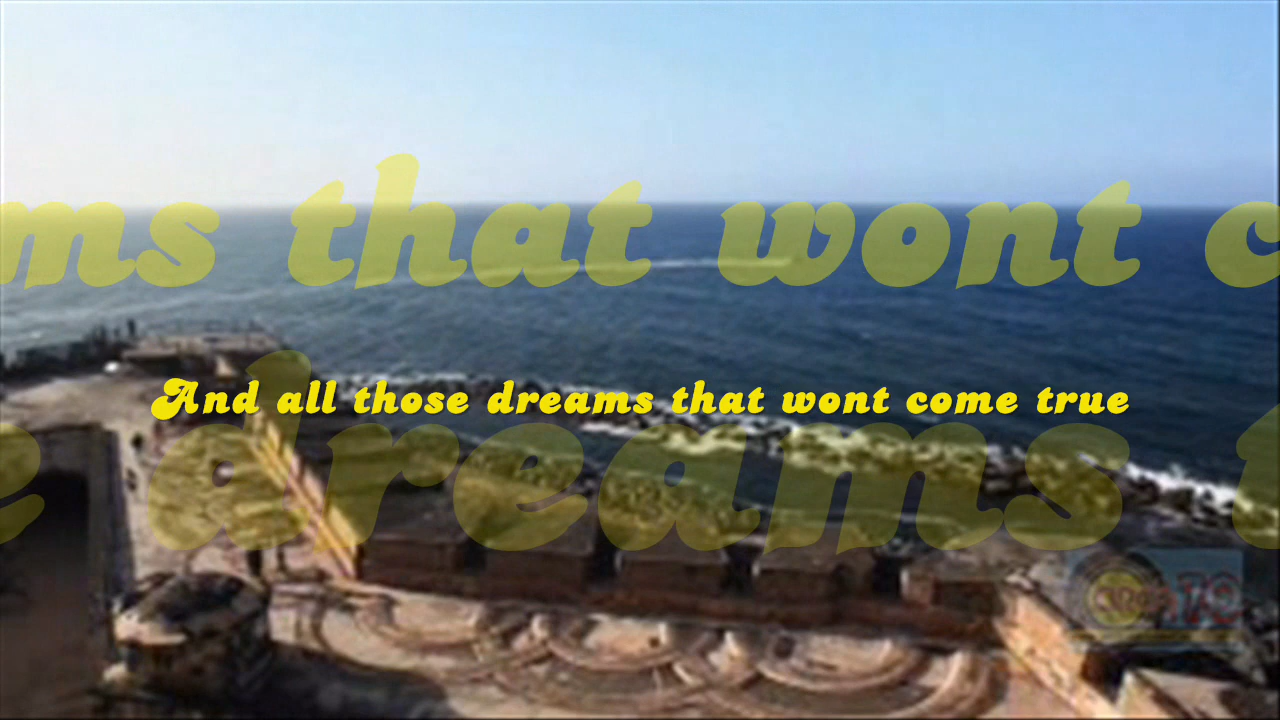 ms that wont c
And all those dreams that wont come true
e dreams t